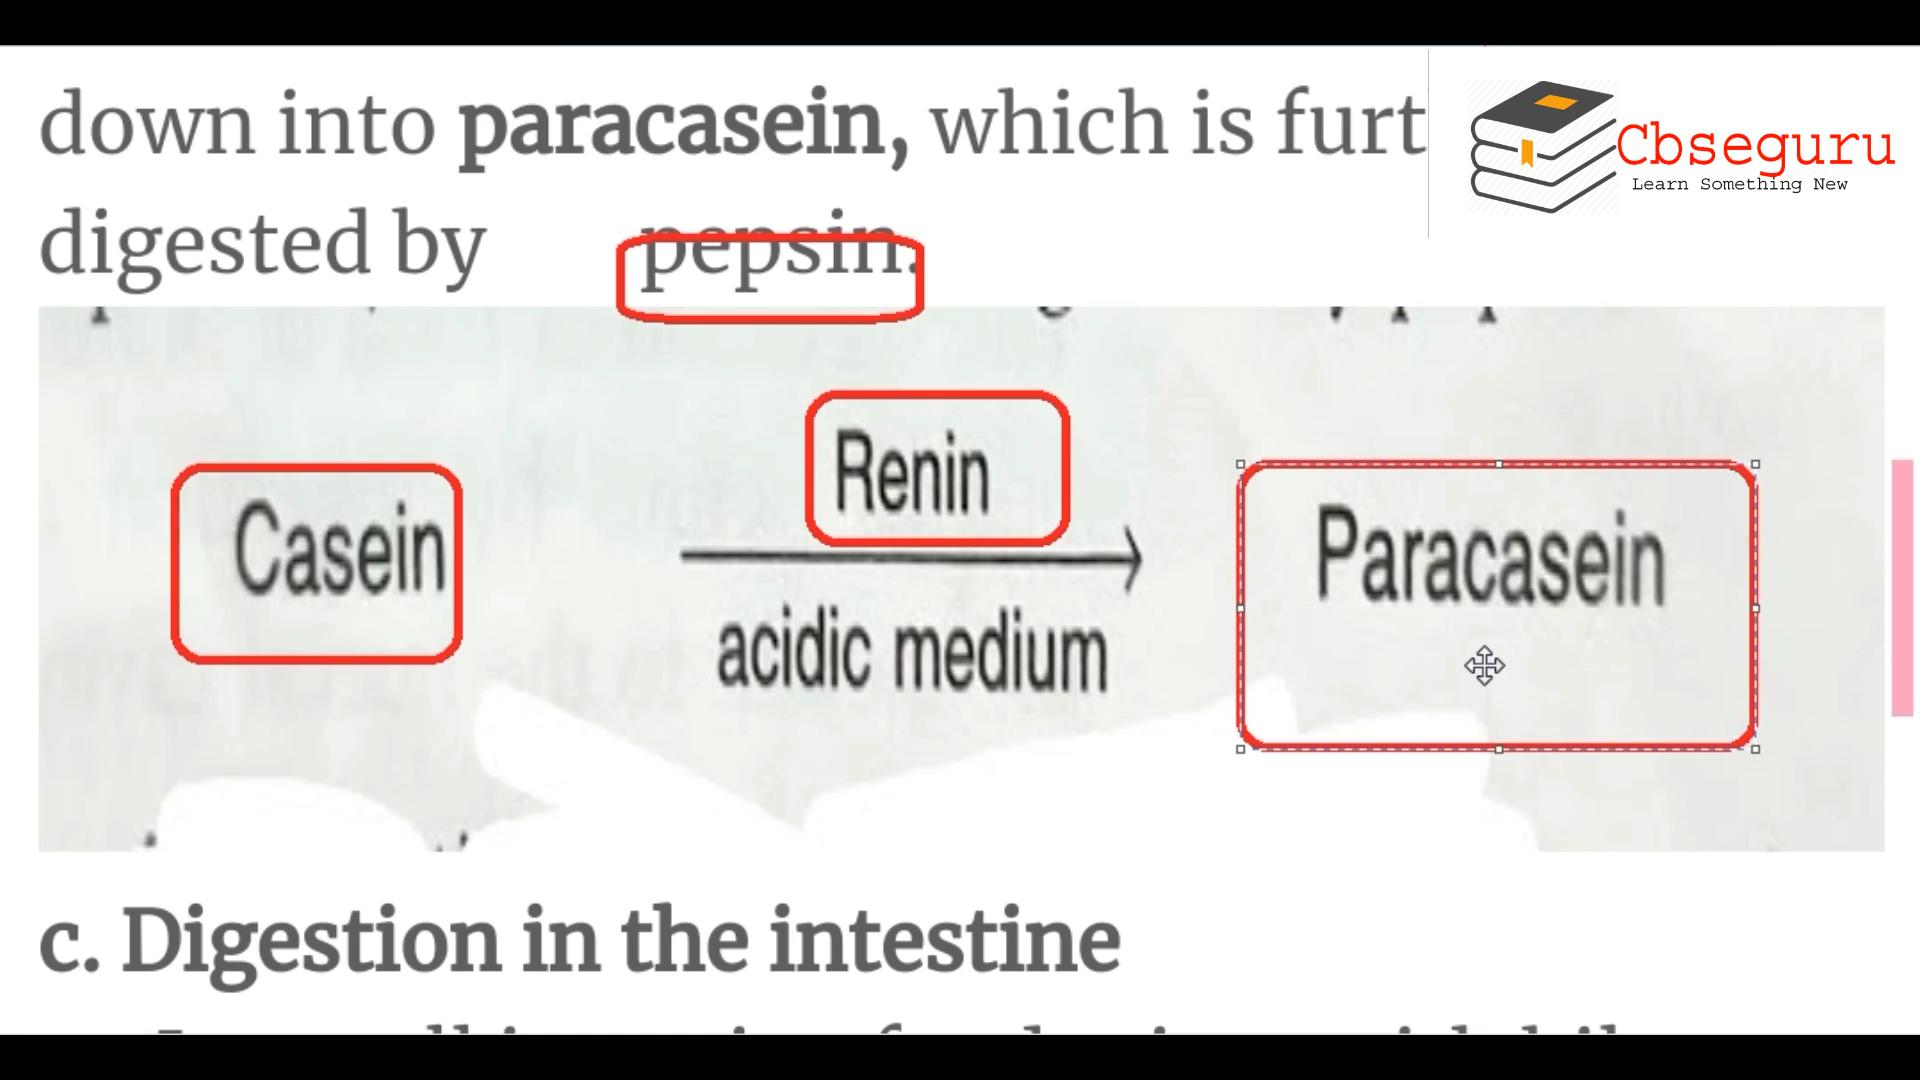 down into paracasein, which is furt
digested by pepsin.
Cbseguru
Learn Something New
Renin
Casein
Paracasein
acidic medium
c. Digestion in the intestine